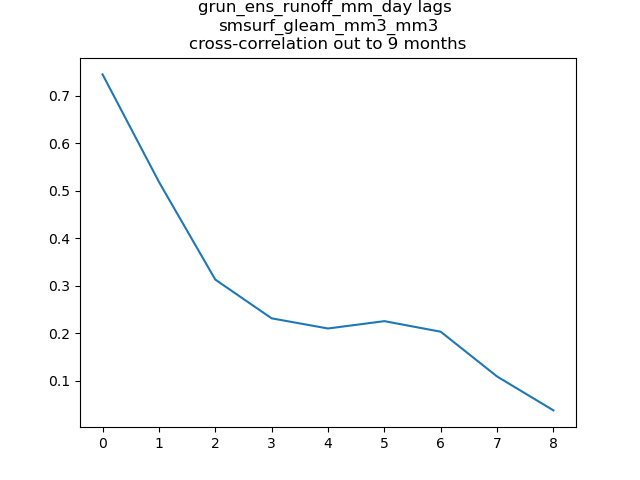 grun_ens_runoff_mm_day lags
smsurf_gleam_mm3_mm3
cross-correlation out to 9 months
0.7
0.6
0.5
0.4
0.3
0.2
0.1
0 1 2 3 4 5 6 7 8